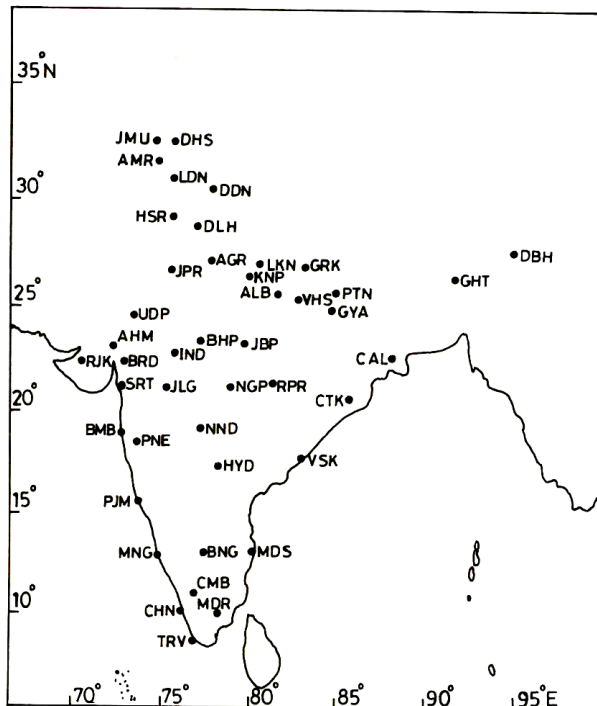 35°N
JMU DHS
AMR
LDN
30°
DDN
HSR
DLH
AGR LKN GRK DBH
JPR KNP GHT
25°
ALB VHS PTN
UDP GYA
AHM BHP JBP
RJK BRD IND CAL
SRT JLG NGP RPR
20°
CTK
BMB PNE NND
HYD VSK
PJM
15°
MNG BNG MDS
CMB
10°
CHN MDR
TRV
70° 75° 80° 85° 90° 95°E